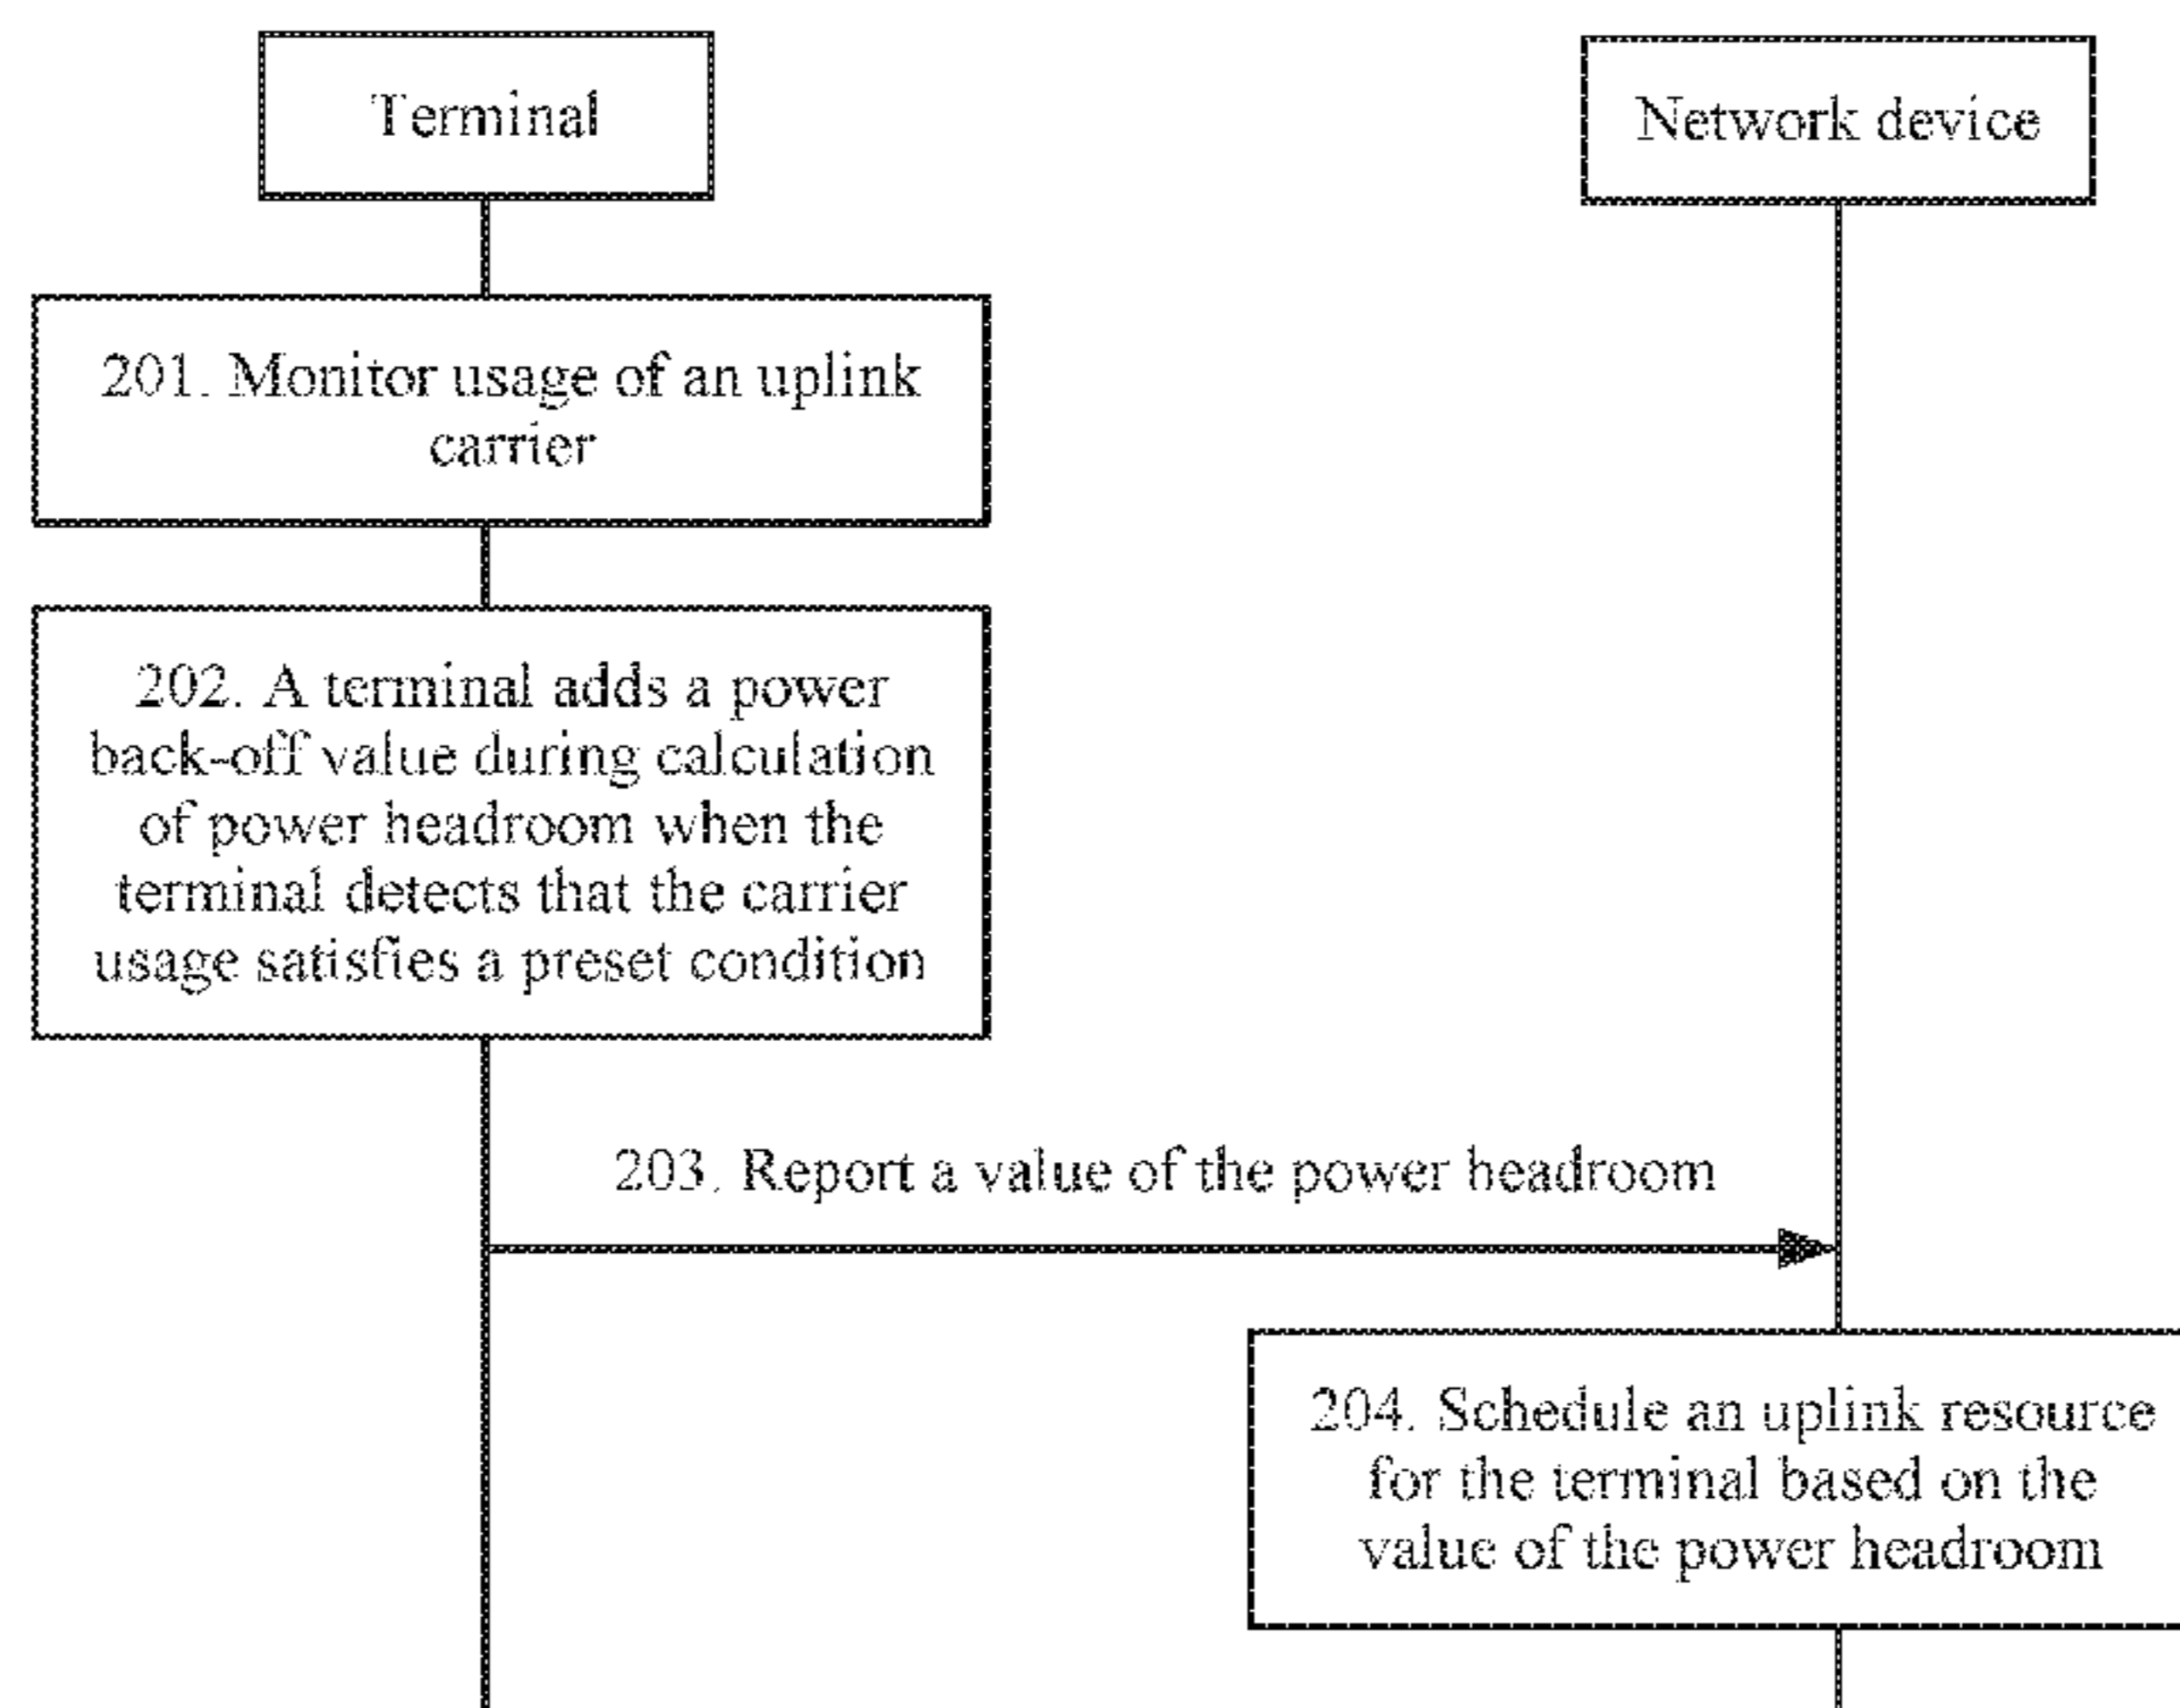 Terminal
Network device
201. Monitor usage of an uplink
carrier
202. A terminal adds a power
back-off value during calculation
of power headroom when the
terminal detects that the carrier
usage satisfies a preset condition
203. Report a value of the power headroom
204. Schedule an uplink resource
for the terminal based on the
value of the power headroom